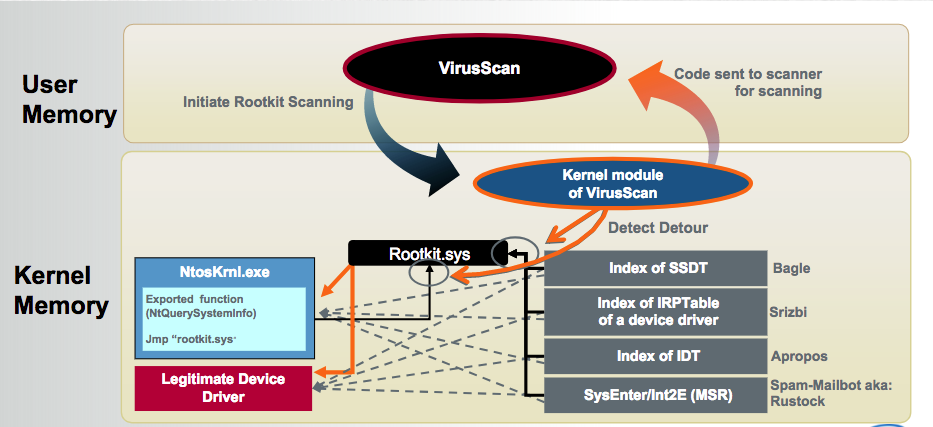 User
Memory
VirusScan
Initiate Rootkit Scanning
Code sent to scanner
for scanning
Kernel
Memory
Kernel module
of VirusScan
Detect Detour
Rootkit.sys
NtosKrnl.exe
Exported function
(NtQuerySystemInfo)
Jmp "rootkit.sys'
Legitimate Device
Driver
Index of SSDT
Bagle
Index of IRPTable
of a device driver
Srizbi
Index of IDT
Apropos
SysEnter/Int2E (MSR)
Spam-Mailbot aka:
Rustock